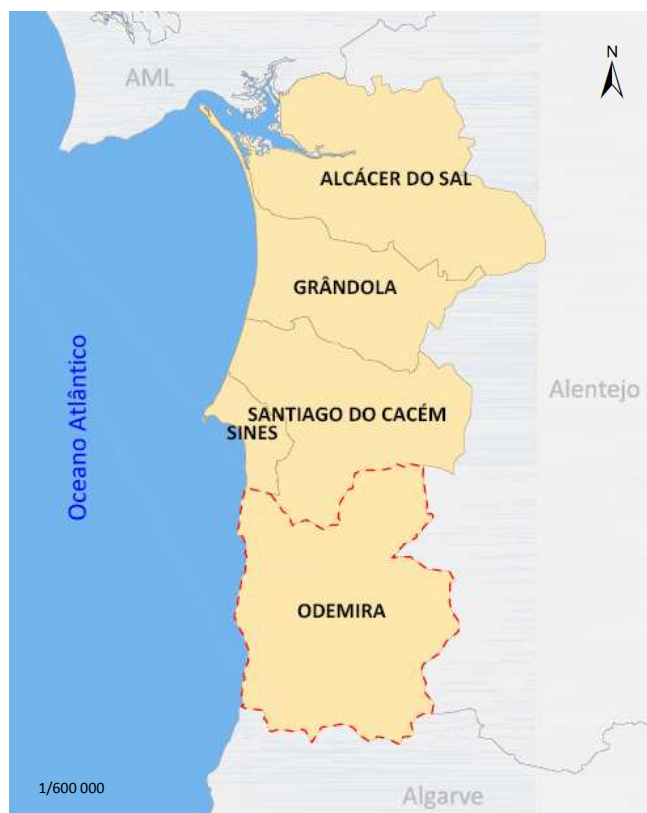 N
AML
ALCÁCER DO SAL
GRÂNDOLA
Oceano Atlântico
Alentejo
SANTIAGO DO CACÉM
SINES
ODEMIRA
1/600 000
Algarve